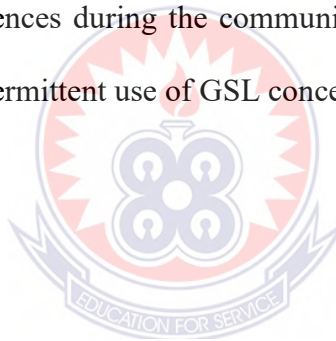 ences during the communi
ermittent use of GSL conce
EDUCATION FOR SERVICE